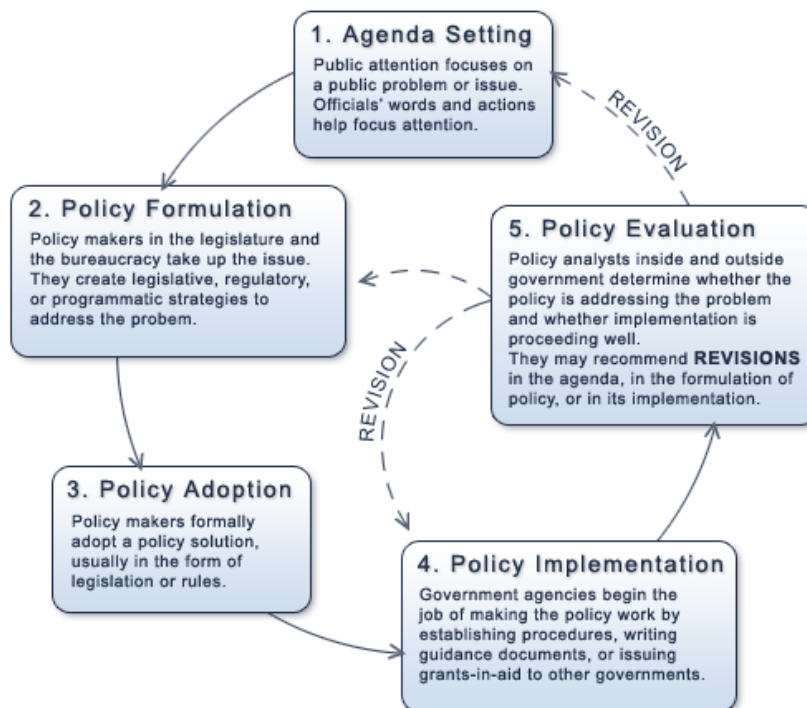 1. Agenda Setting
Public attention focuses on
a public problem or issue.
Officials' words and actions
help focus attention.
REVISION
2. Policy Formulation
Policy makers in the legislature and
the bureaucracy take up the issue.
They create legislative, regulatory,
or programmatic strategies to
address the probem.
5. Policy Evaluation
Policy analysts inside and outside
government determine whether the
policy is addressing the problem
and whether implementation is
proceeding well.
They may recommend REVISIONS
in the agenda, in the formulation of
policy, or in its implementation.
REVISION
3. Policy Adoption
Policy makers formally
adopt a policy solution,
usually in the form of
legislation or rules.
4. Policy Implementation
Government agencies begin the
job of making the policy work by
establishing procedures, writing
guidance documents, or issuing
grants-in-aid to other governments.